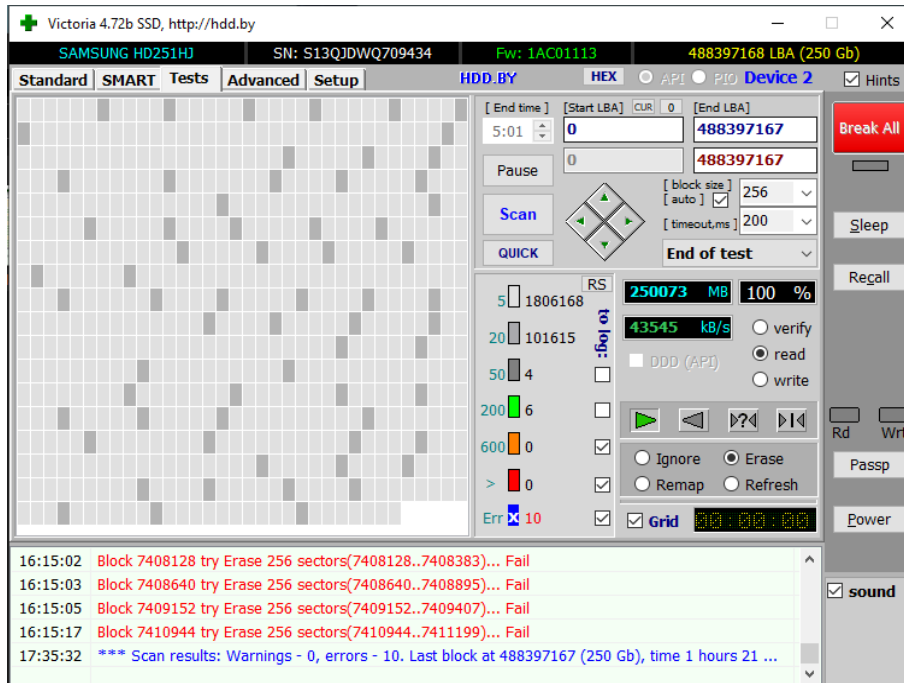 Victoria 4.72b SSD, http://hdd.by
SAMSUNG HD251HJ SN: S13QJDWQ709434 Fw: 1AC01113 488397168 LBA (250 Gb)
Standard SMART Tests Advanced Setup HDD.BY HEX API PIO Device 2 Hints
[ End time ] [Start LBA] CUR 0 [End LBA]
5:01 0 488397167
Pause 0 488397167
[ block size ] 256
[ auto ]
Scan [ timeout,ms ] 200
QUICK End of test
Break All
Sleep
Recall
RS
5 1806168
20 101615
50 4
200 6
600 0
> 0
Err x 10
to log:
250073 MB 100 %
43545 kB/s verify
DDD (API) read
write
Ignore Erase
Remap Refresh
Grid 00:00:00
Rd Wrt
Passp
Power
sound
16:15:02 Block 7408128 try Erase 256 sectors(7408128..7408383)... Fail
16:15:03 Block 7408640 try Erase 256 sectors(7408640..7408895)... Fail
16:15:05 Block 7409152 try Erase 256 sectors(7409152..7409407)... Fail
16:15:17 Block 7410944 try Erase 256 sectors(7410944..7411199)... Fail
17:35:32 *** Scan results: Warnings - 0, errors - 10. Last block at 488397167 (250 Gb), time 1 hours 21 ...